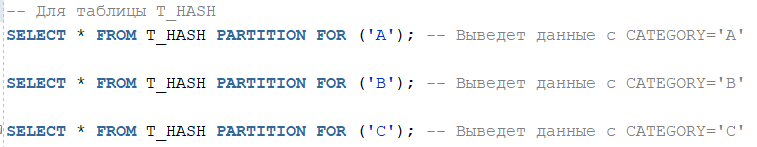 -- Для таблицы T_HASH
SELECT * FROM T_HASH PARTITION FOR ('A'); -- Выведет данные с CATEGORY='A'
SELECT * FROM T_HASH PARTITION FOR ('B'); -- Выведет данные с CATEGORY='B'
SELECT * FROM T_HASH PARTITION FOR ('C'); -- Выведет данные с CATEGORY='C'